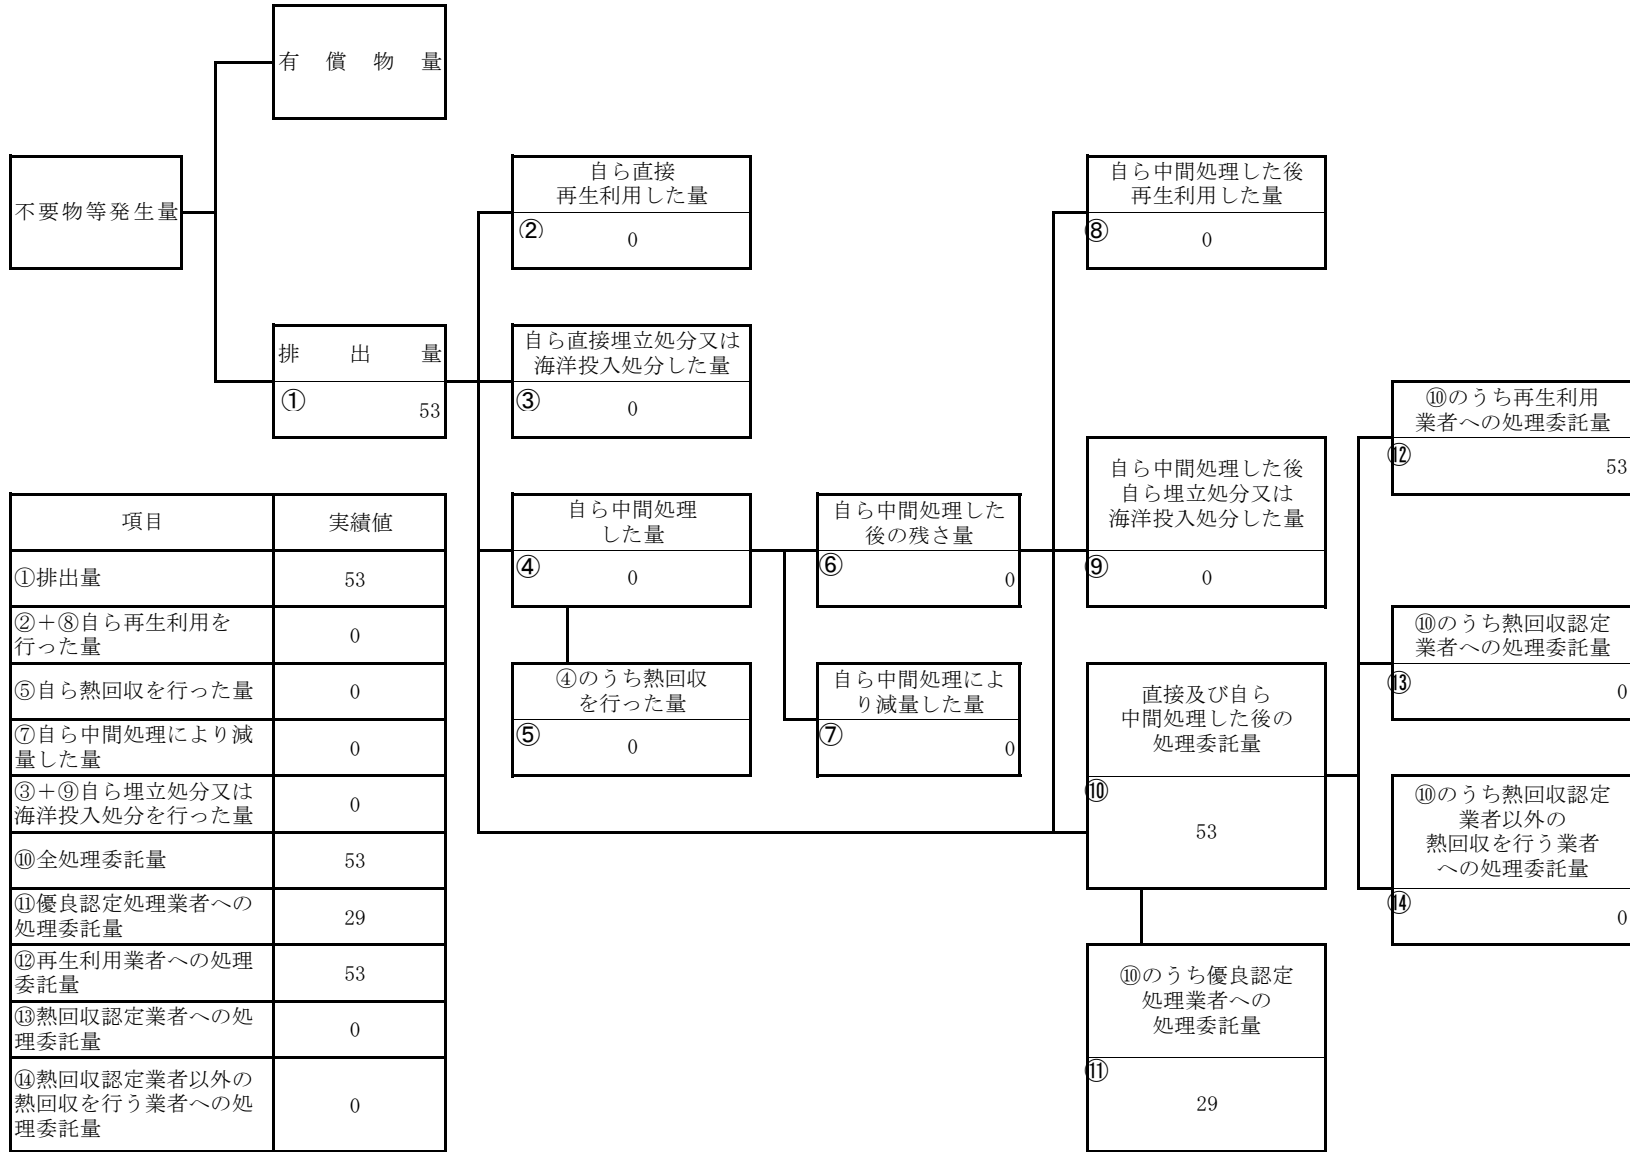 有償物量
不要物等発生量
排出量
①
53
自ら直接
再生利用した量
②
0
自ら直接埋立処分又は
海洋投入処分した量
③
0
自ら中間処理
した量
④
0
④のうち熱回収
を行った量
⑤
0
自ら中間処理した
後の残さ量
⑥
0
自ら中間処理によ
り減量した量
⑦
0
自ら中間処理した後
再生利用した量
⑧
0
自ら中間処理した後
自ら埋立処分又は
海洋投入処分した量
⑨
0
直接及び自ら
中間処理した後の
処理委託量
⑩
53
⑩のうち優良認定
処理業者への
処理委託量
⑪
29
⑩のうち再生利用
業者への処理委託量
⑫
53
⑩のうち熱回収認定
業者への処理委託量
⑬
0
⑩のうち熱回収認定
業者以外の
熱回収を行う業者
への処理委託量
⑭
0
項目 実績値
①排出量 53
②+⑧自ら再生利用を
行った量 0
⑤自ら熱回収を行った量 0
⑦自ら中間処理により減
量した量 0
③+⑨自ら埋立処分又は
海洋投入処分を行った量 0
⑩全処理委託量 53
⑪優良認定処理業者への
処理委託量 29
⑫再生利用業者への処理
委託量 53
⑬熱回収認定業者への処
理委託量 0
⑭熱回収認定業者以外の
熱回収を行う業者への処
理委託量 0